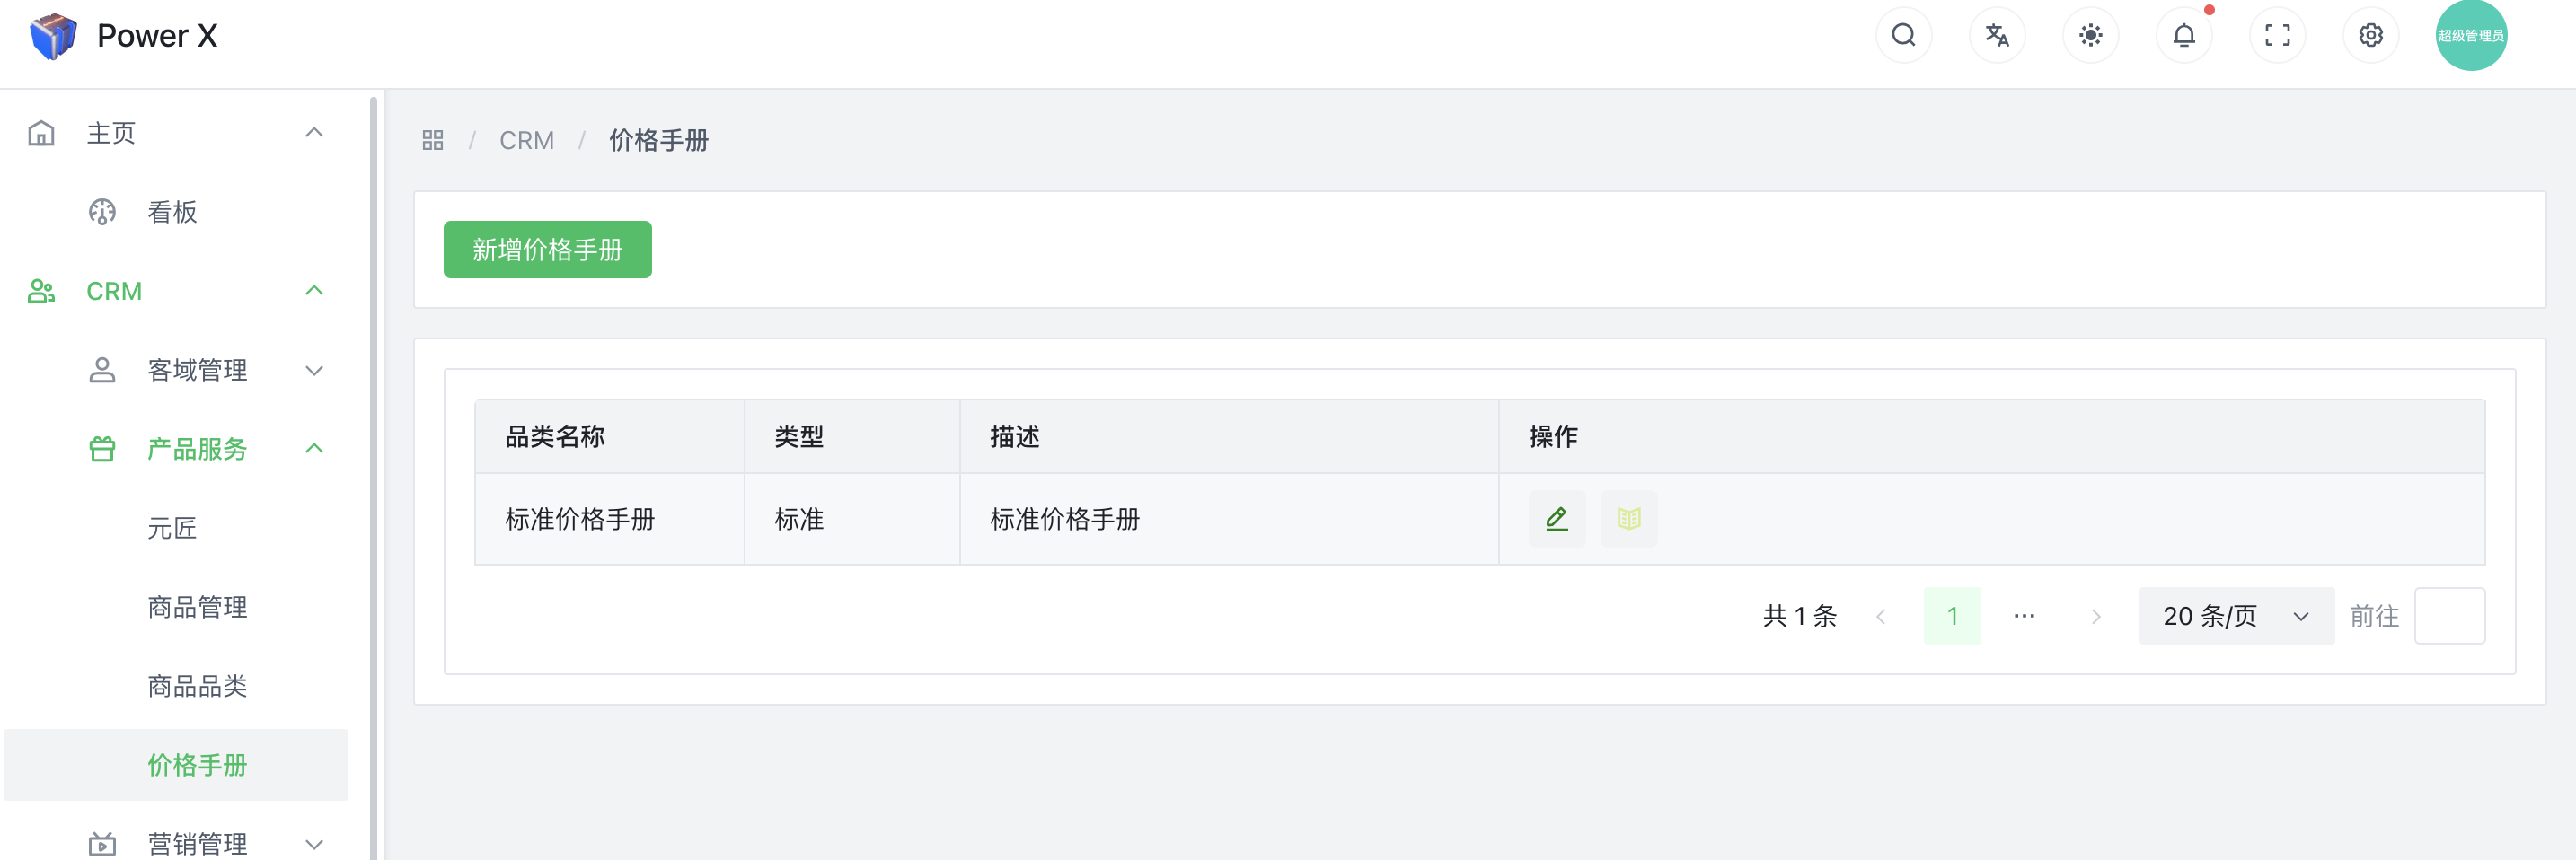 Power X
超级管理员
主页
看板
CRM
客域管理
产品服务
元匠
商品管理
商品品类
价格手册
营销管理
/ CRM / 价格手册
新增价格手册
品类名称 类型 描述 操作
标准价格手册 标准 标准价格手册
共 1 条 1 ··· 20 条/页 前往